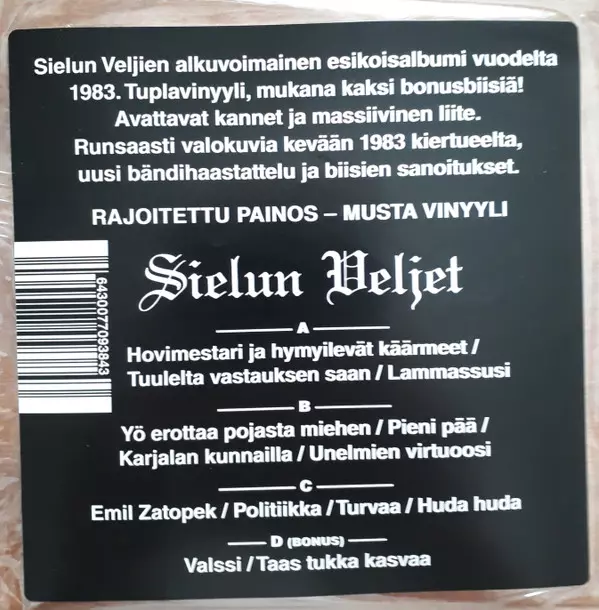 Sielun Veljien alkuvoimainen esikoisalbumi vuodelta
1983. Tuplavinyyli, mukana kaksi bonusbiisiä!
Avattavat kannet ja massiivinen liite.
Runsaasti valokuvia kevään 1983 kiertueelta,
uusi bändihaastattelu ja biisien sanoitukset.
RAJOITETTU PAINOS – MUSTA VINYYLI
6430077093843
Sielun Veljet
A
Hovimestari ja hymyilevät käärmeet /
Tuulelta vastauksen saan / Lammassusi
B
Yö erottaa pojasta miehen / Pieni pää /
Karjalan kunnailla / Unelmien virtuoosi
C
Emil Zatopek / Politiikka / Turvaa / Huda huda
D (BONUS)
Valssi / Taas tukka kasvaa